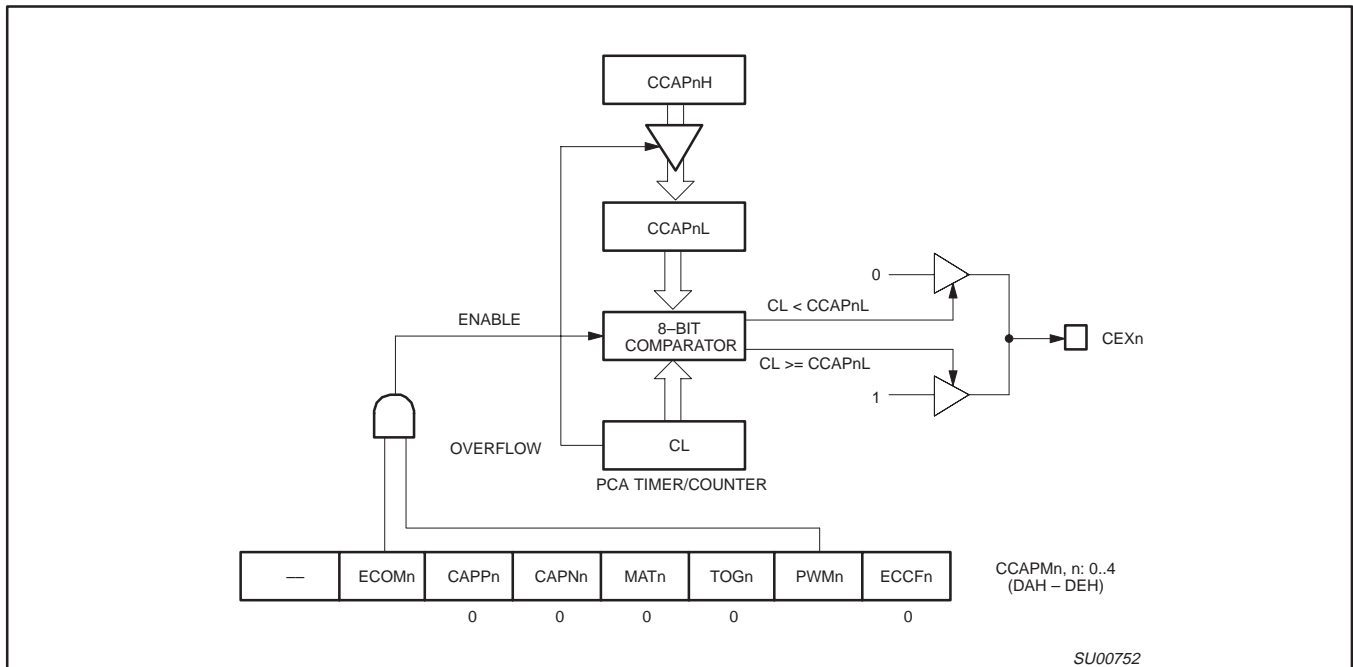 CCAPnH
CCAPnL
0
CL < CCAPnL
ENABLE
8–BIT
COMPARATOR
CEXn
CL >= CCAPnL
1
OVERFLOW
CL
PCA TIMER/COUNTER
— ECOMn CAPPn CAPNn MATn TOGn PWMn ECCFn
CCAPMn, n: 0..4
(DAH – DEH)
0 0 0 0 0
SU00752